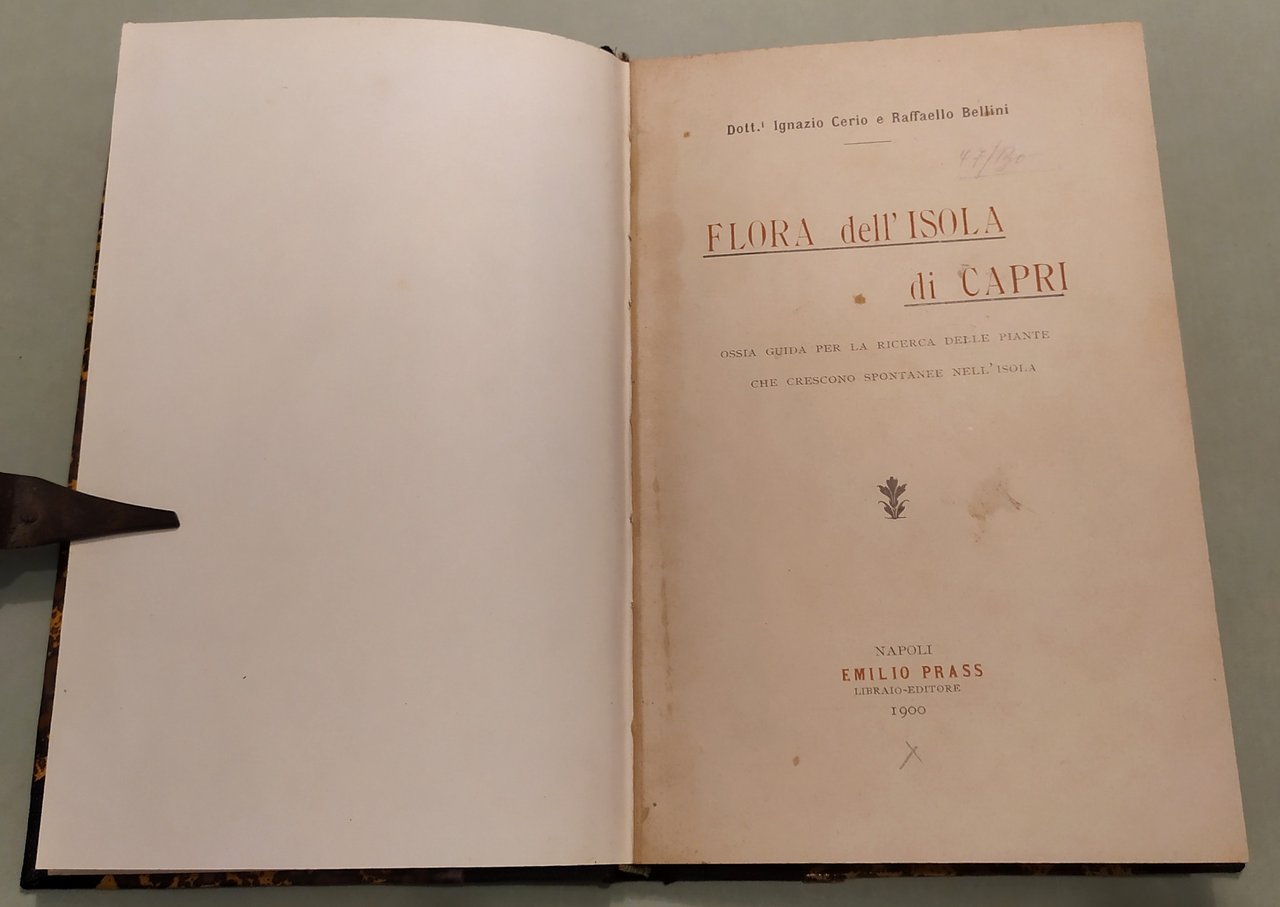 Dott.ⁱ Ignazio Cerio e Raffaello Bellini
FLORA dell' ISOLA
di CAPRI
OSSIA GUIDA PER LA RICERCA DELLE PIANTE
CHE CRESCONO SPONTANEE NELL'ISOLA
NAPOLI
EMILIO PRASS
LIBRAIO-EDITORE
1900
X